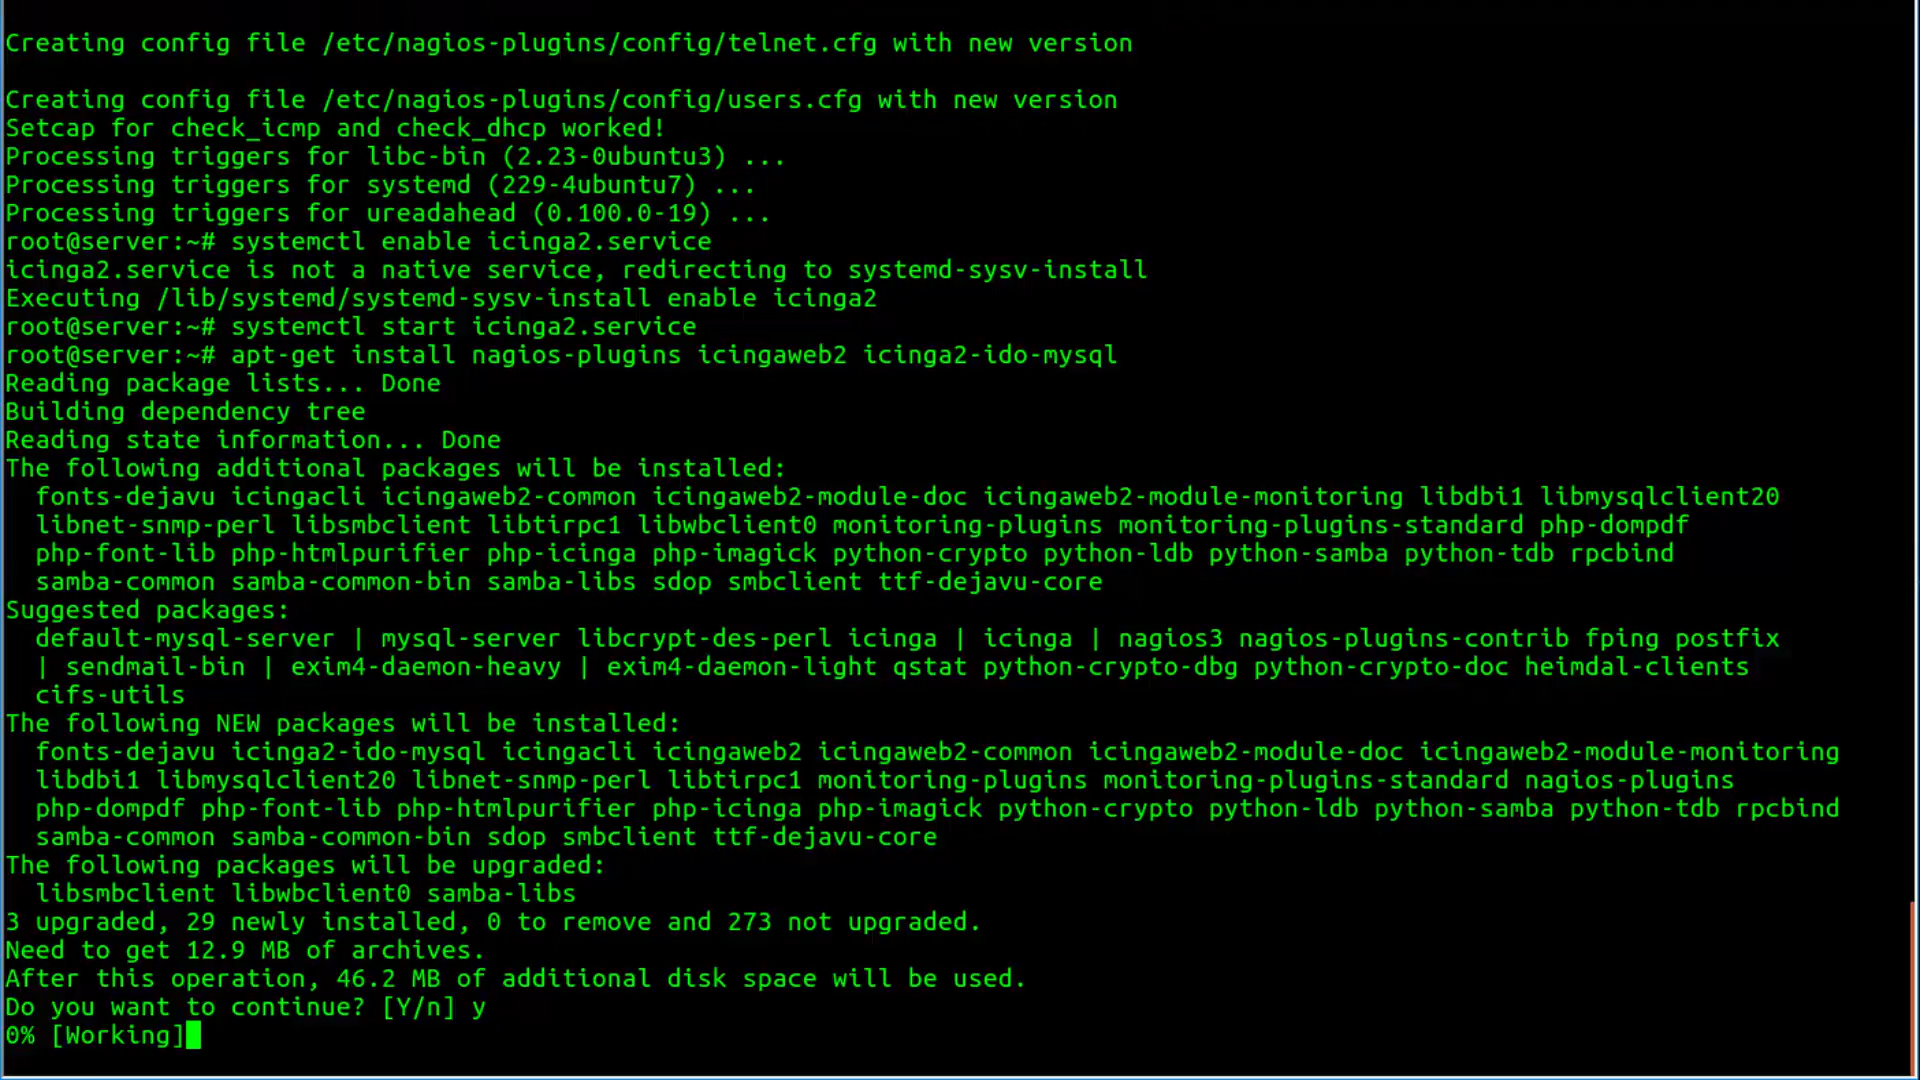 Creating config file /etc/nagios-plugins/config/telnet.cfg with new version
Creating config file /etc/nagios-plugins/config/users.cfg with new version
Setcap for check_icmp and check_dhcp worked!
Processing triggers for libc-bin (2.23-0ubuntu3) ...
Processing triggers for systemd (229-4ubuntu7) ...
Processing triggers for ureadahead (0.100.0-19) ...
root@server:~# systemctl enable icinga2.service
icinga2.service is not a native service, redirecting to systemd-sysv-install
Executing /lib/systemd/systemd-sysv-install enable icinga2
root@server:~# systemctl start icinga2.service
root@server:~# apt-get install nagios-plugins icingaweb2 icinga2-ido-mysql
Reading package lists... Done
Building dependency tree
Reading state information... Done
The following additional packages will be installed:
  fonts-dejavu icingacli icingaweb2-common icingaweb2-module-doc icingaweb2-module-monitoring libdbi1 libmysqlclient20
  libnet-snmp-perl libsmbclient libtirpc1 libwbclient0 monitoring-plugins monitoring-plugins-standard php-dompdf
  php-font-lib php-htmlpurifier php-icinga php-imagick python-crypto python-ldb python-samba python-tdb rpcbind
  samba-common samba-common-bin samba-libs sdop smbclient ttf-dejavu-core
Suggested packages:
  default-mysql-server | mysql-server libcrypt-des-perl icinga | icinga | nagios3 nagios-plugins-contrib fping postfix
  | sendmail-bin | exim4-daemon-heavy | exim4-daemon-light qstat python-crypto-dbg python-crypto-doc heimdal-clients
  cifs-utils
The following NEW packages will be installed:
  fonts-dejavu icinga2-ido-mysql icingacli icingaweb2 icingaweb2-common icingaweb2-module-doc icingaweb2-module-monitoring
  libdbi1 libmysqlclient20 libnet-snmp-perl libtirpc1 monitoring-plugins monitoring-plugins-standard nagios-plugins
  php-dompdf php-font-lib php-htmlpurifier php-icinga php-imagick python-crypto python-ldb python-samba python-tdb rpcbind
  samba-common samba-common-bin sdop smbclient ttf-dejavu-core
The following packages will be upgraded:
  libsmbclient libwbclient0 samba-libs
3 upgraded, 29 newly installed, 0 to remove and 273 not upgraded.
Need to get 12.9 MB of archives.
After this operation, 46.2 MB of additional disk space will be used.
Do you want to continue? [Y/n] y
0% [Working]